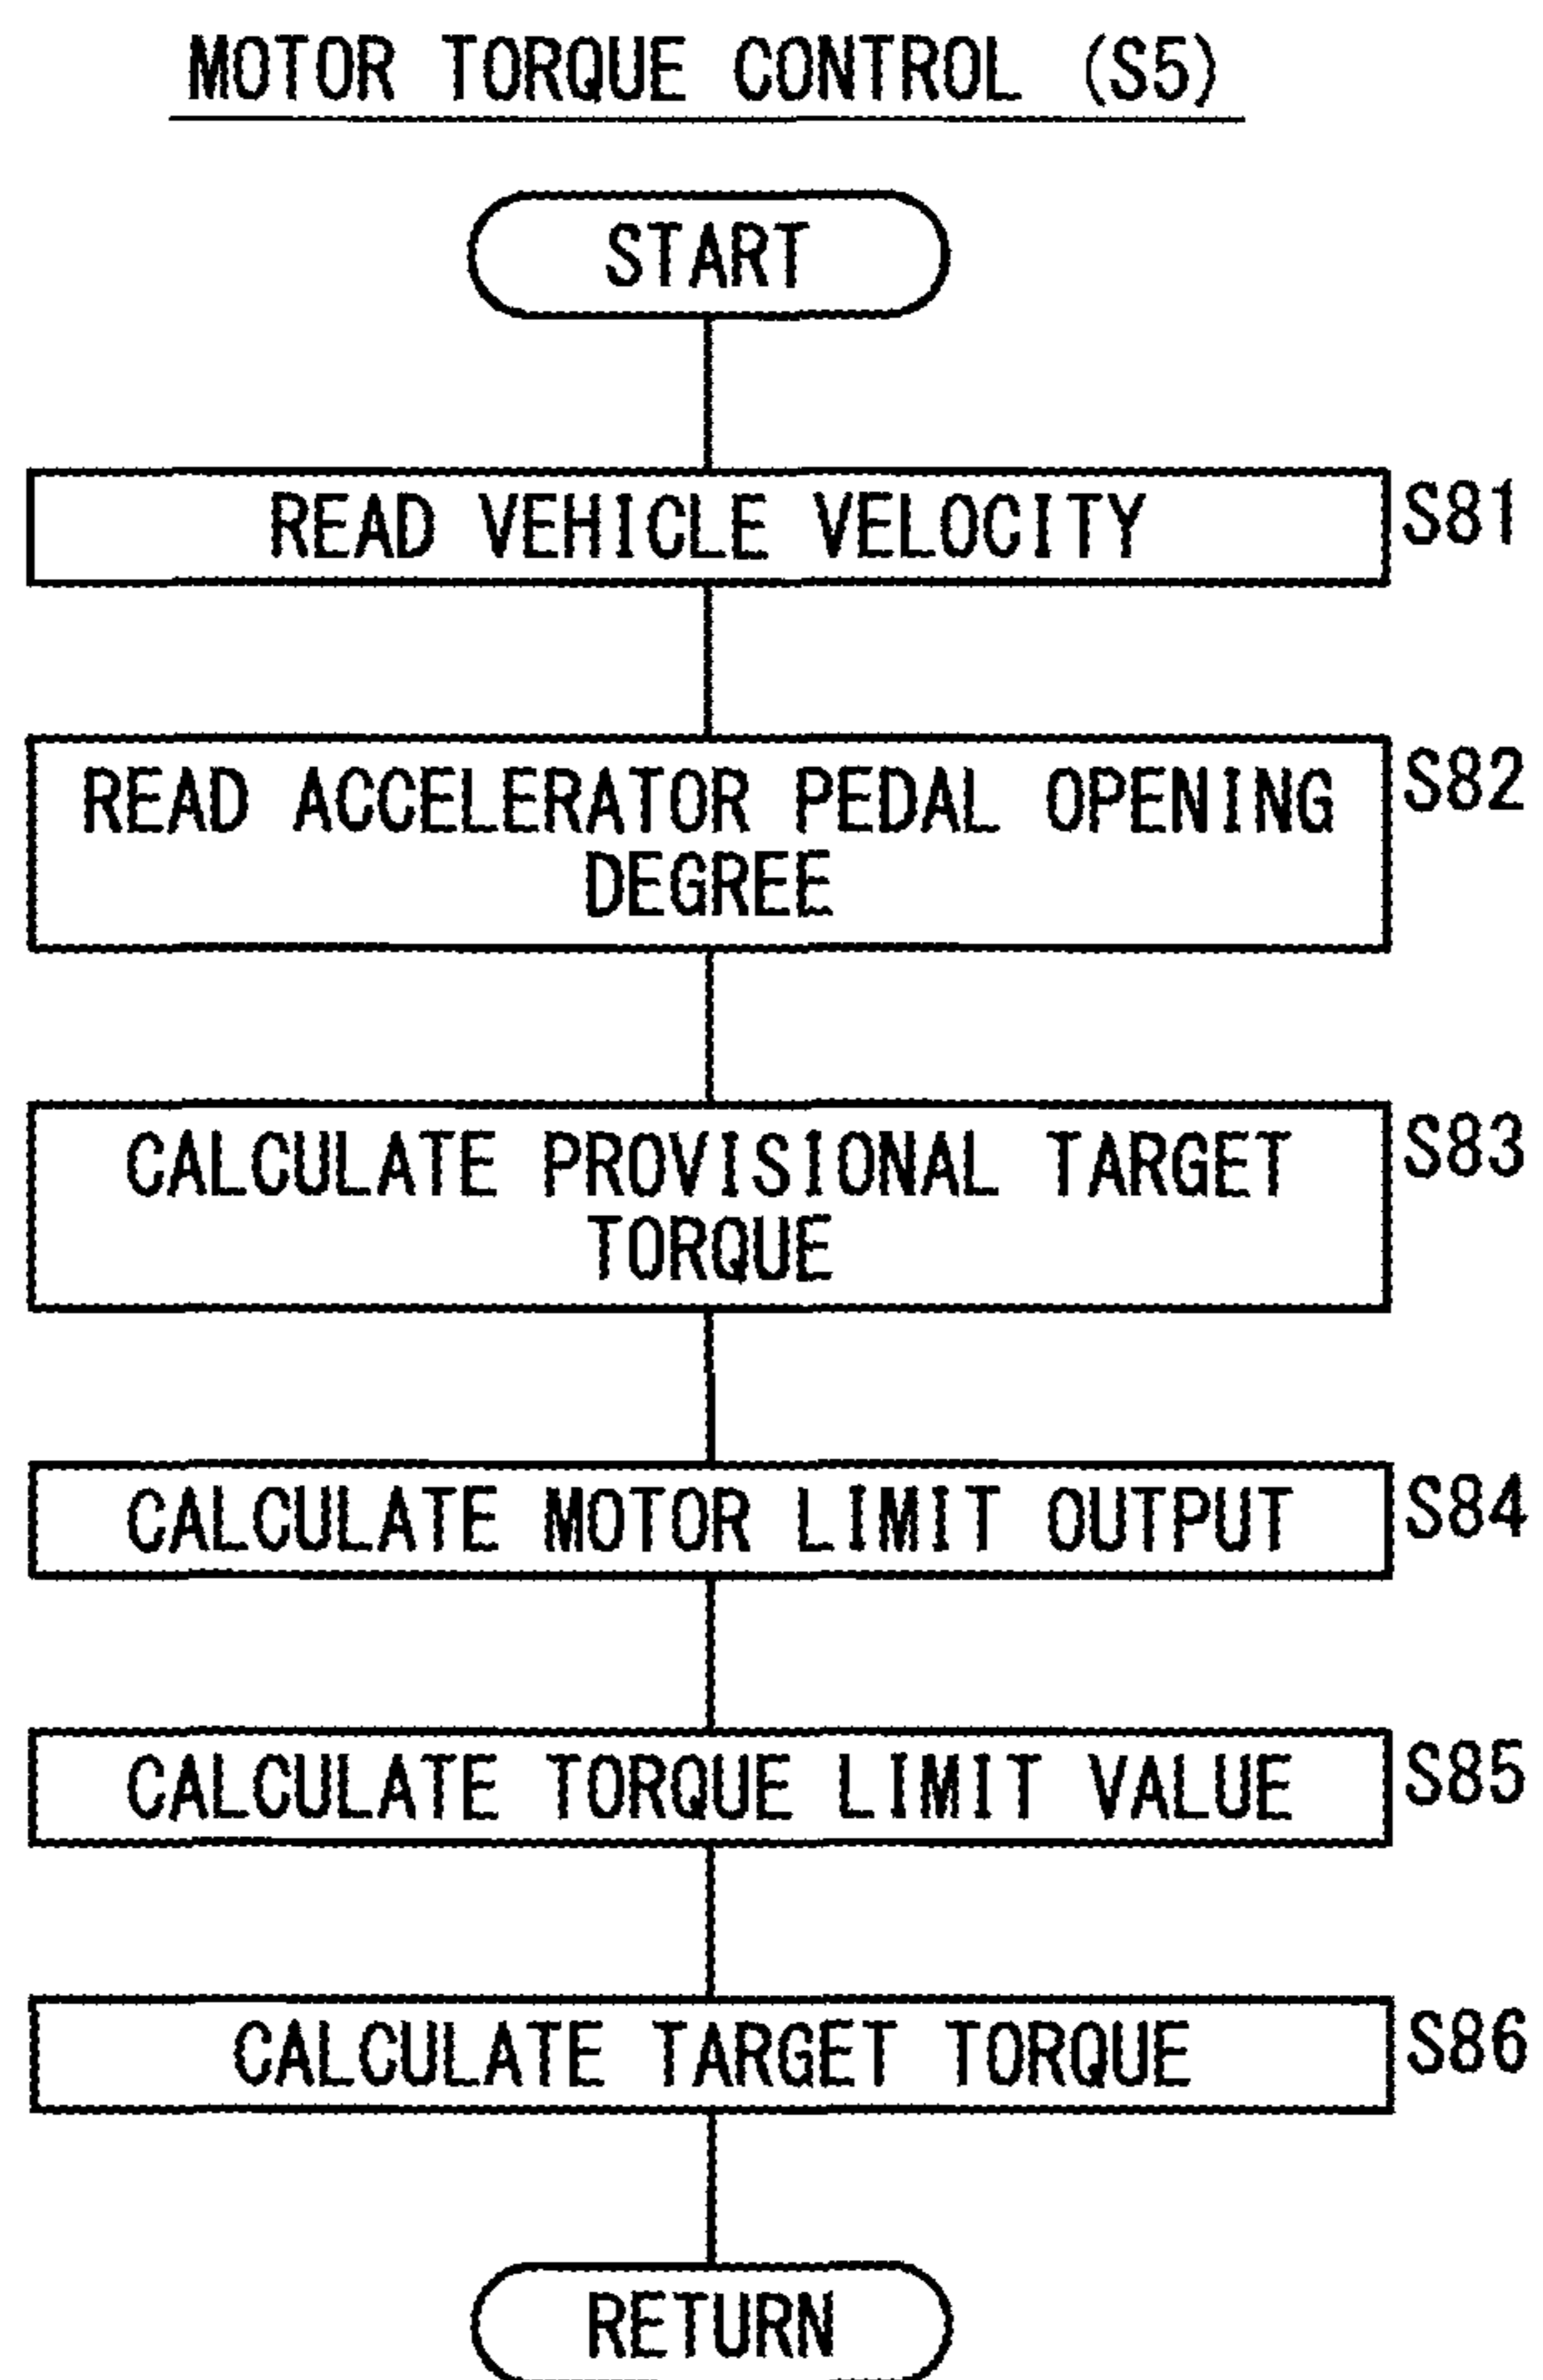 MOTOR TORQUE CONTROL (S5)
START
READ VEHICLE VELOCITY
S81
READ ACCELERATOR PEDAL OPENING
DEGREE
S82
CALCULATE PROVISIONAL TARGET
TORQUE
S83
CALCULATE MOTOR LIMIT OUTPUT
S84
CALCULATE TORQUE LIMIT VALUE
S85
CALCULATE TARGET TORQUE
S86
RETURN